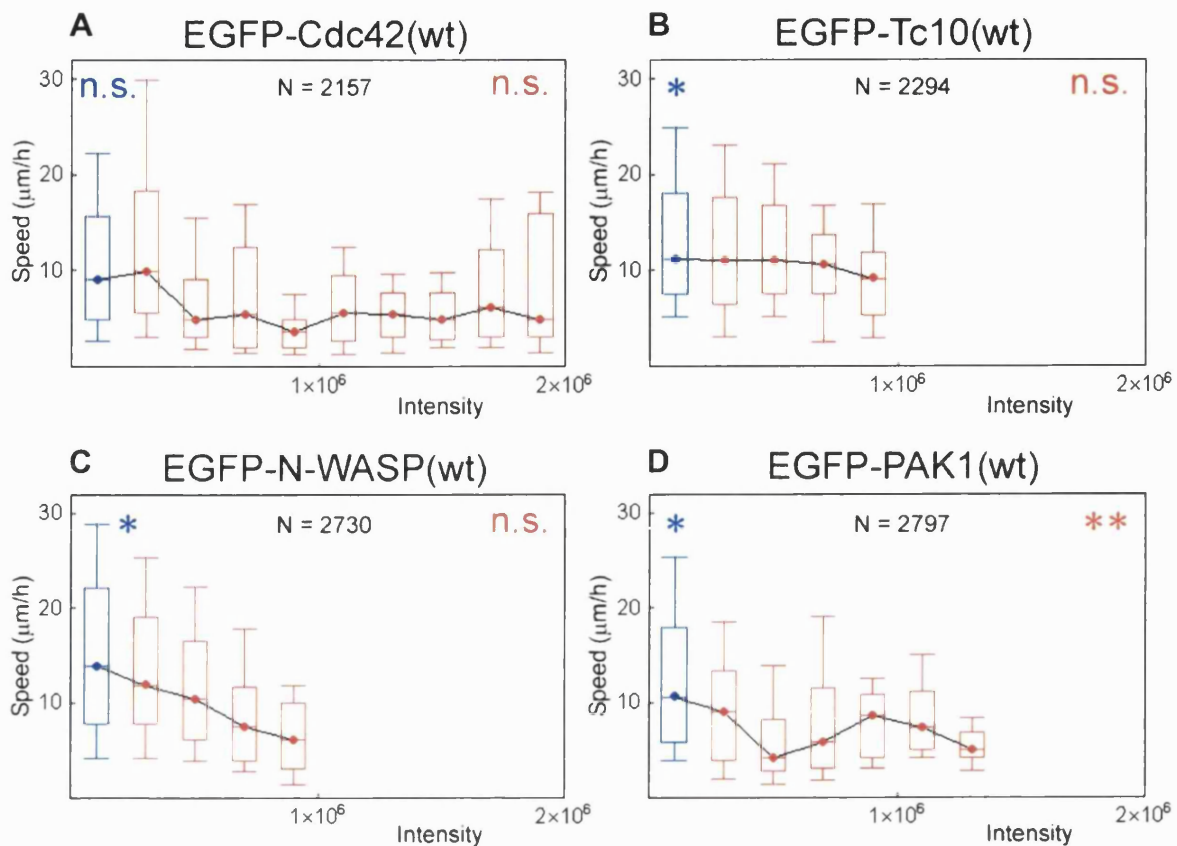 A EGFP-Cdc42(wt)
n.s. N = 2157 n.s.
30
20
10
Speed (µm/h)
1×10⁶ 2×10⁶
Intensity
B EGFP-Tc10(wt)
* N = 2294 n.s.
30
20
10
Speed (µm/h)
1×10⁶ 2×10⁶
Intensity
C EGFP-N-WASP(wt)
* N = 2730 n.s.
30
20
10
Speed (µm/h)
1×10⁶ 2×10⁶
Intensity
D EGFP-PAK1(wt)
* N = 2797 **
30
20
10
Speed (µm/h)
1×10⁶ 2×10⁶
Intensity